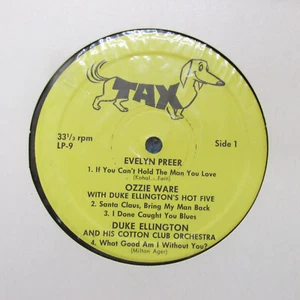 TAX
33⅓ rpm
LP-9
Side 1
EVELYN PREER
1. If You Can't Hold The Man You Love
(Kahal - Fain)
OZZIE WARE
WITH DUKE ELLINGTON'S HOT FIVE
2. Santa Claus, Bring My Man Back
3. I Done Caught You Blues
DUKE ELLINGTON
AND HIS COTTON CLUB ORCHESTRA
4. What Good Am I Without You?
(Milton Ager)